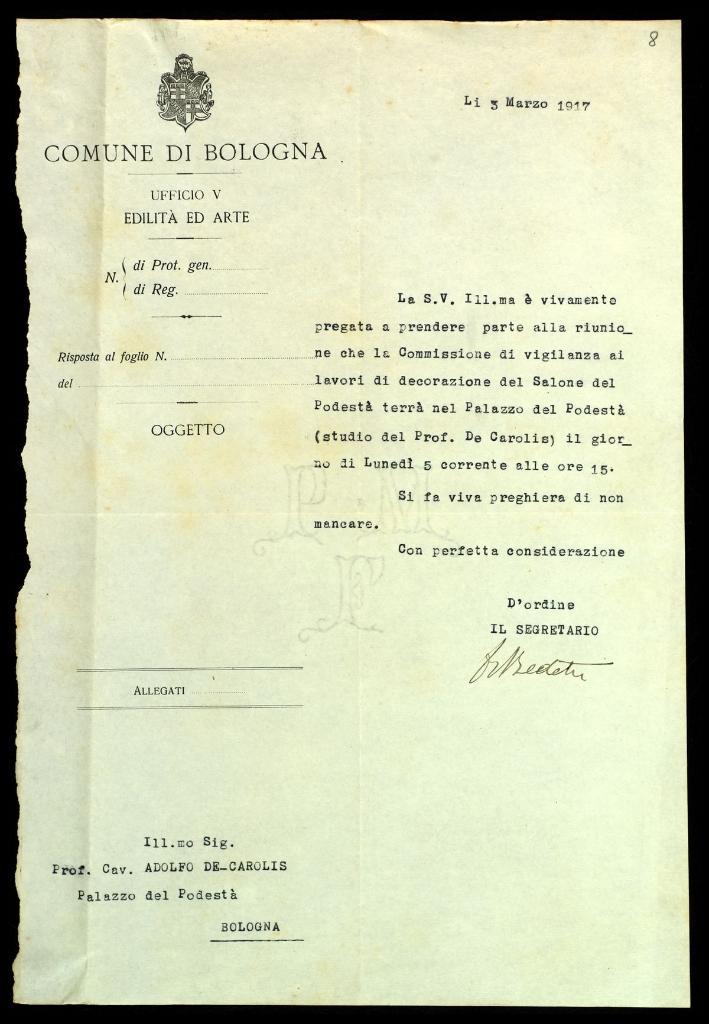 8
Li 3 Marzo 1917
COMUNE DI BOLOGNA
UFFICIO V
EDILITÀ ED ARTE
N. { di Prot. gen.
di Reg.
Risposta al foglio N.
del
OGGETTO
La S.V. Ill.ma è vivamente
pregata a prendere parte alla riunio_
ne che la Commissione di vigilanza ai
lavori di decorazione del Salone del
Podestà terrà nel Palazzo del Podestà
(studio del Prof. De Carolis) il gior_
no di Lunedì 5 corrente alle ore 15.
Si fa viva preghiera di non
mancare.
Con perfetta considerazione
D'ordine
IL SEGRETARIO
ALLEGATI
Ill.mo Sig.
Prof. Cav. ADOLFO DE-CAROLIS
Palazzo del Podestà
BOLOGNA